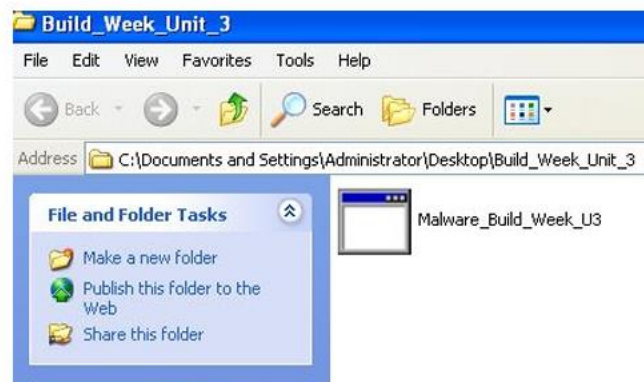 Build_Week_Unit_3
File Edit View Favorites Tools Help
Back Search Folders
Address C:\Documents and Settings\Administrator\Desktop\Build_Week_Unit_3
File and Folder Tasks
Make a new folder
Publish this folder to the
Web
Share this folder
Malware_Build_Week_U3